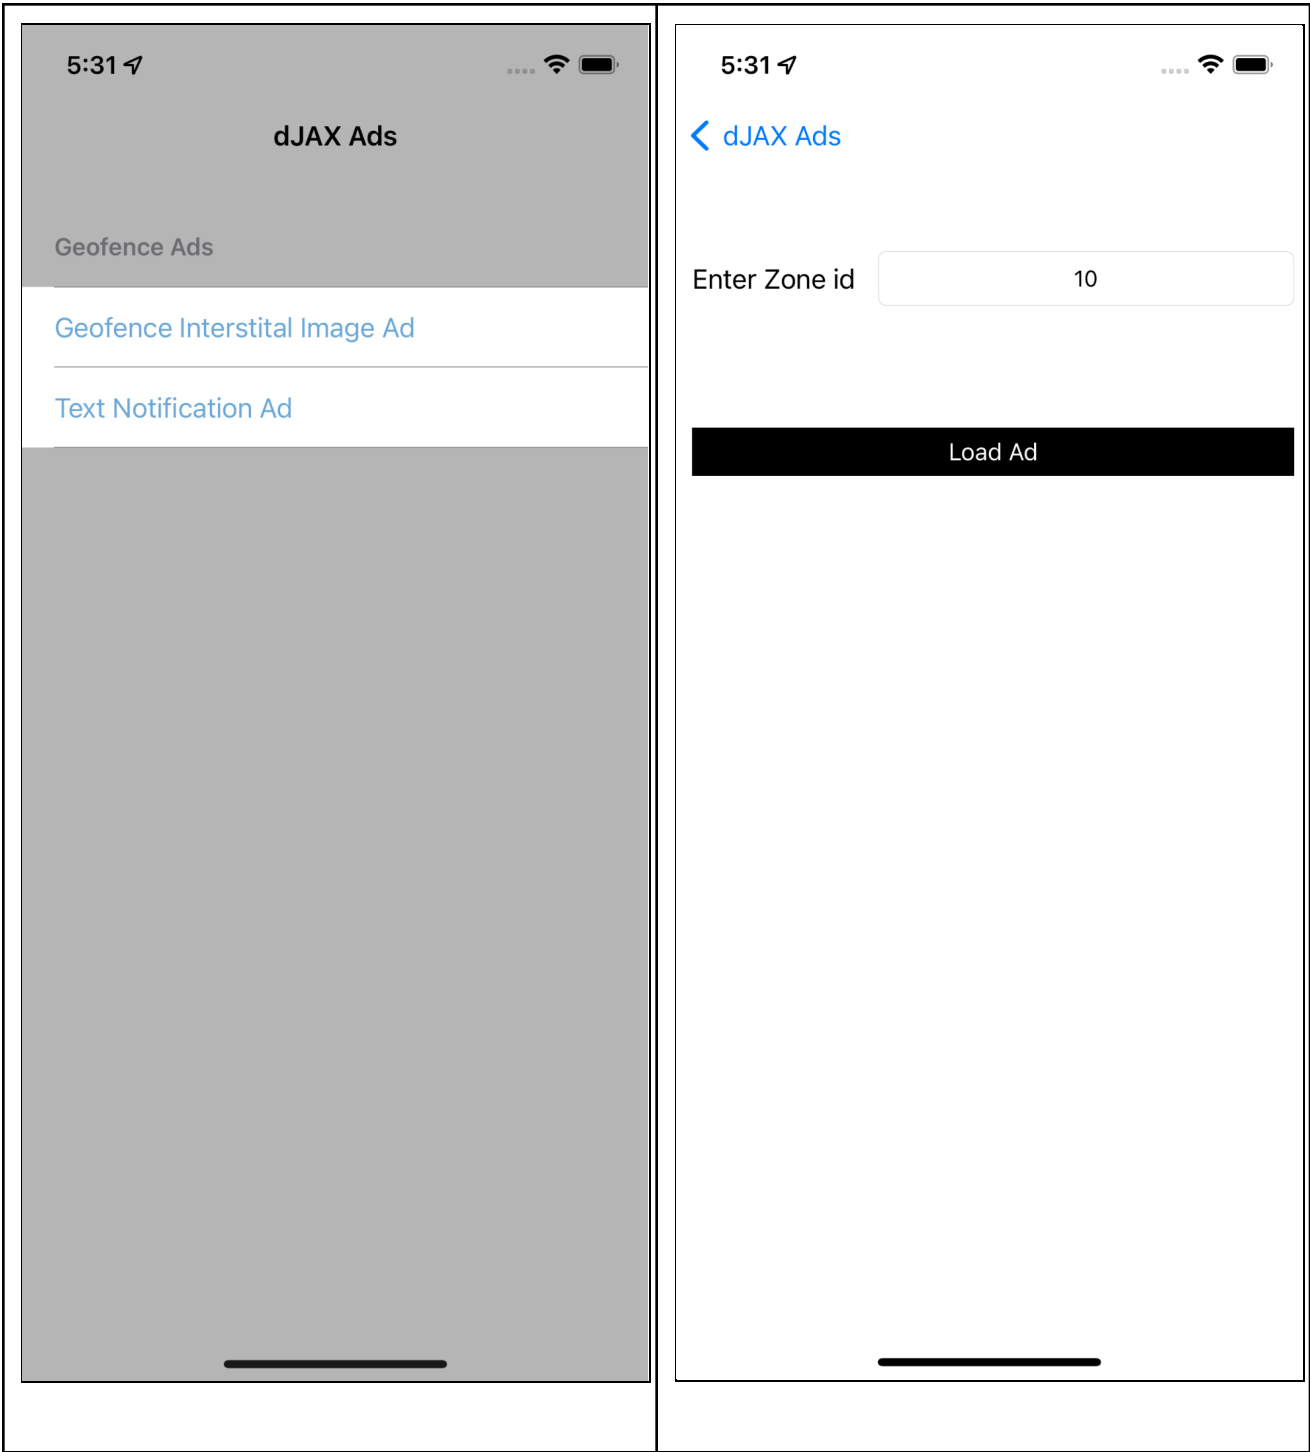 5:31
dJAX Ads
Geofence Ads
Geofence Interstital Image Ad
Text Notification Ad
5:31
dJAX Ads
Enter Zone id
10
Load Ad